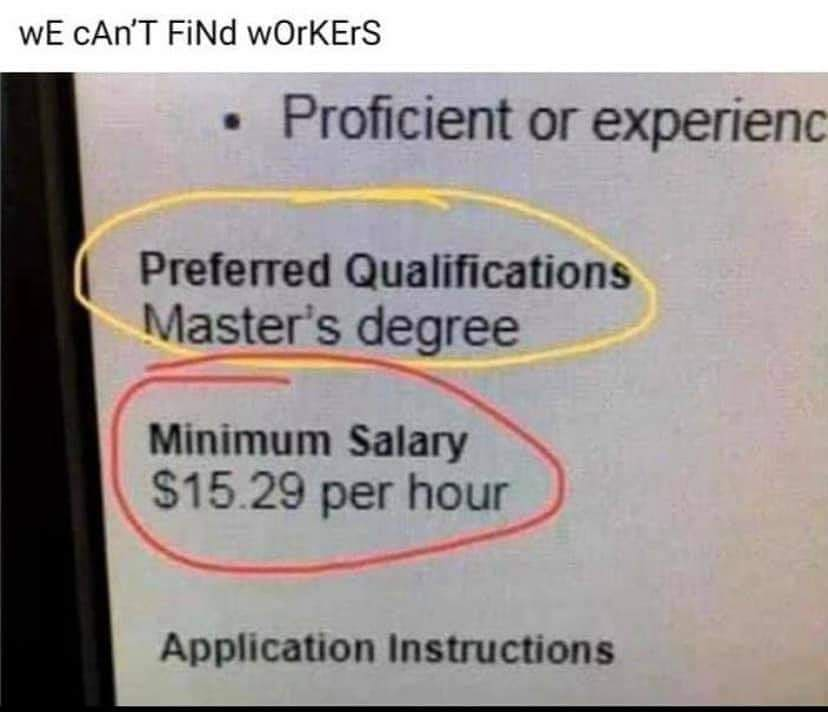 wE cAn'T FiNd wOrKErS
• Proficient or experienc
Preferred Qualifications
Master's degree
Minimum Salary
$15.29 per hour
Application Instructions